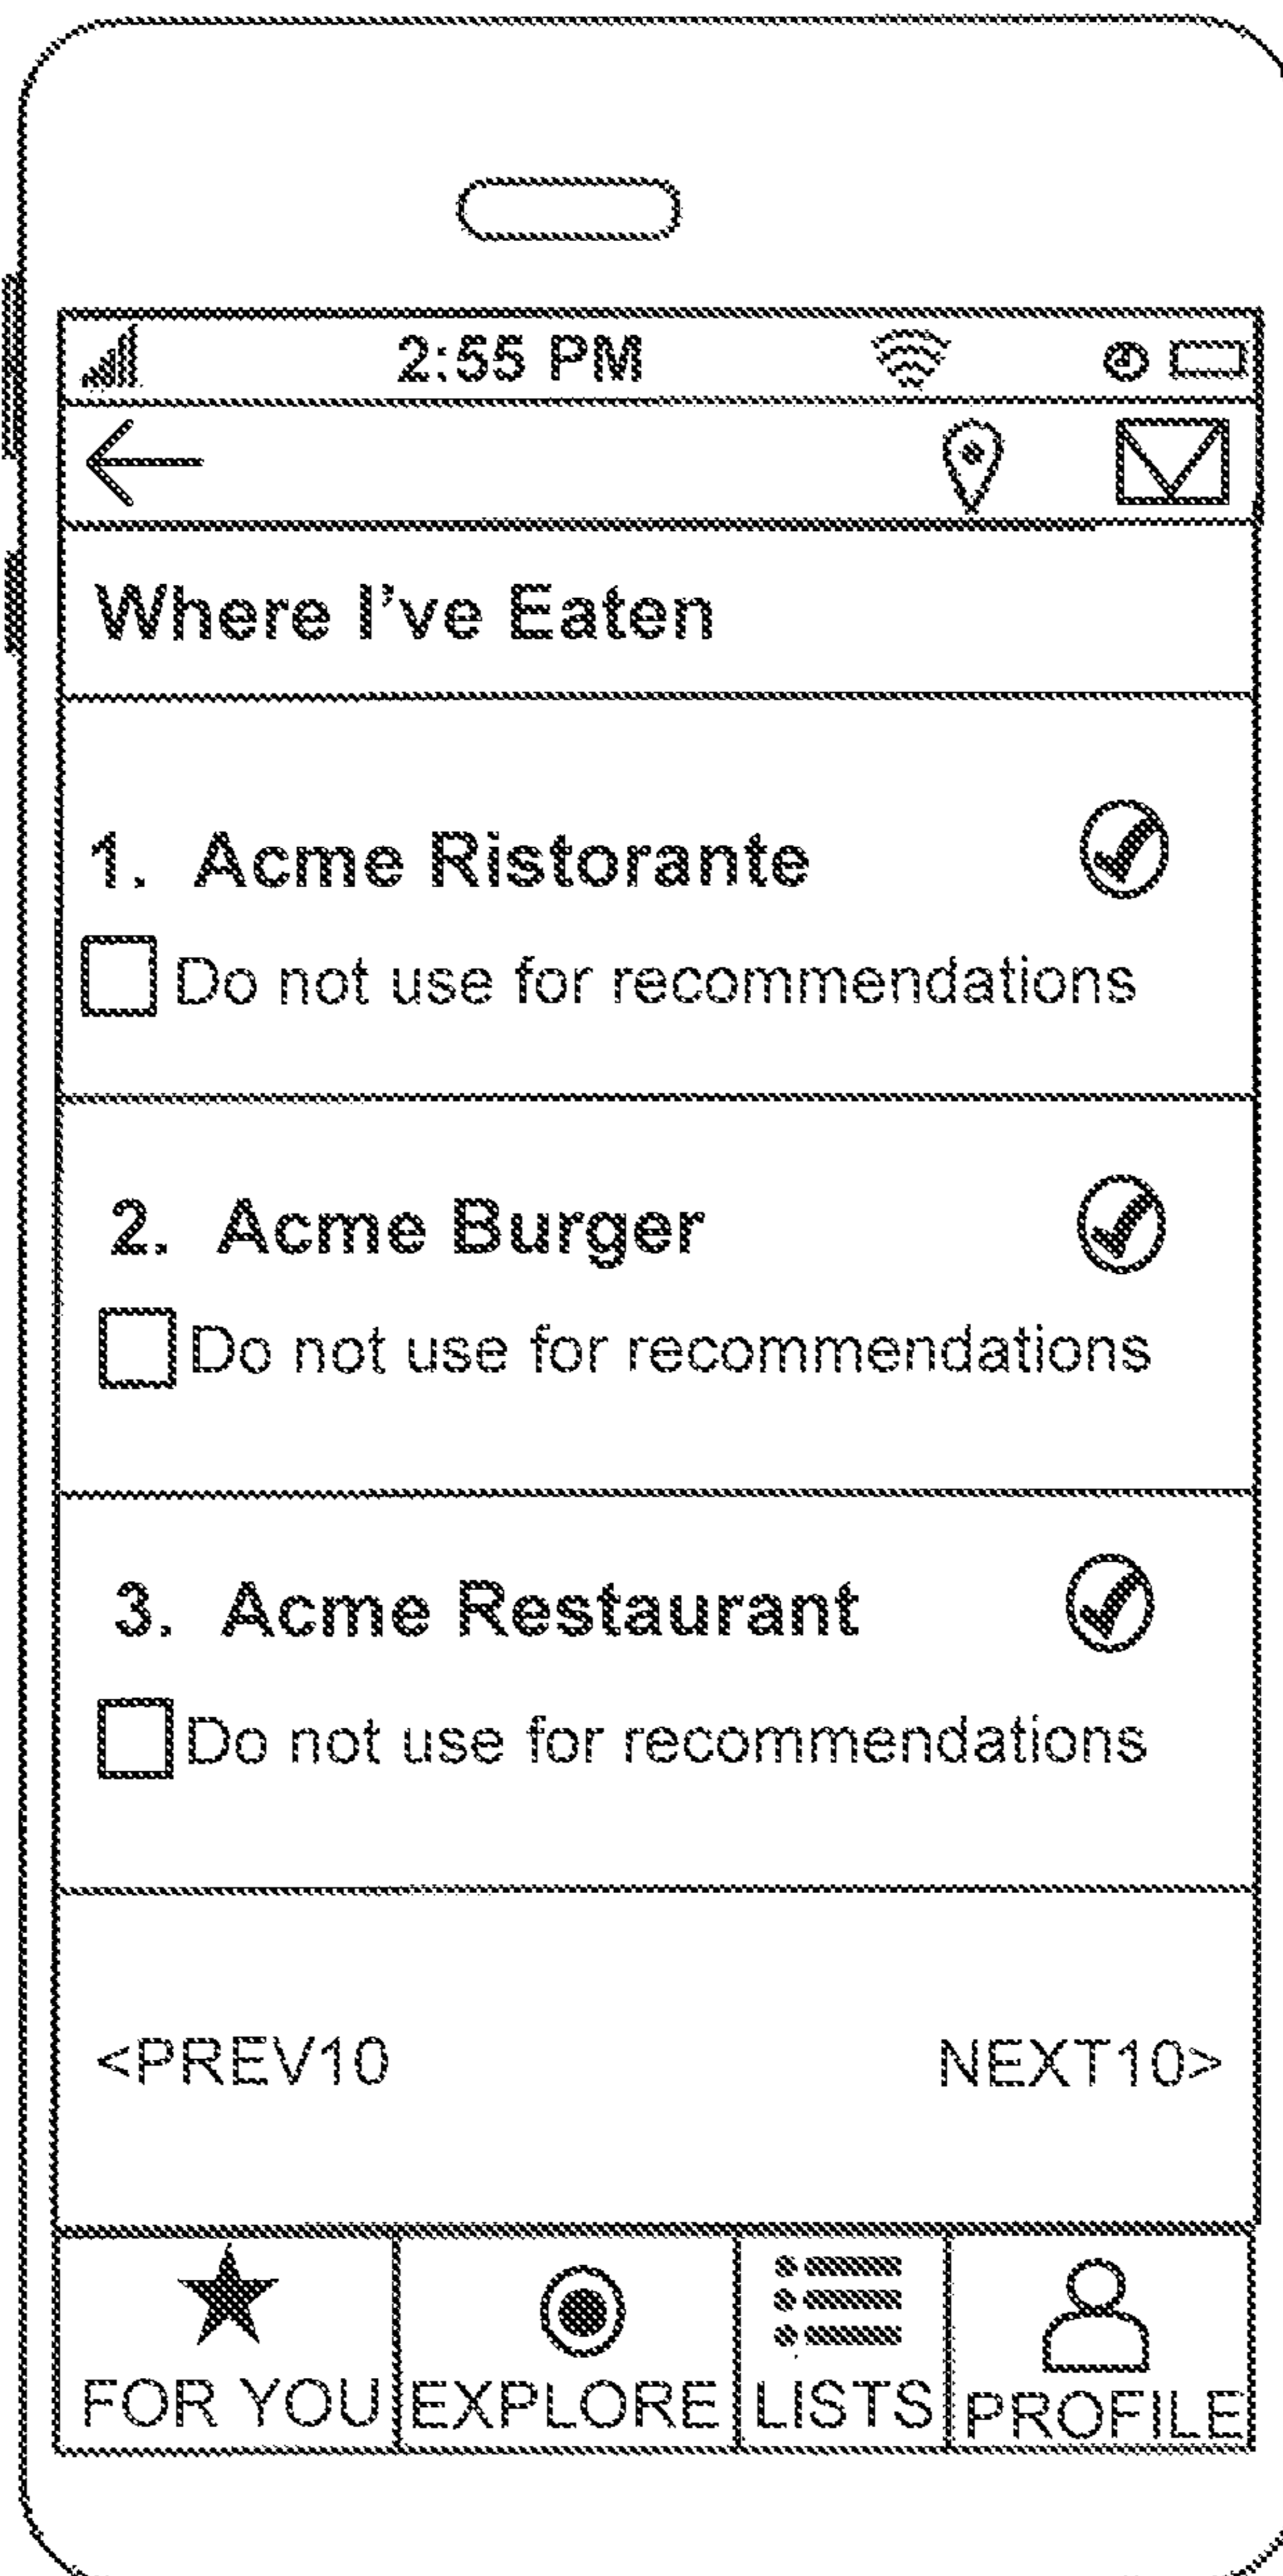 2:55 PM
Where I've Eaten
1. Acme Ristorante
Do not use for recommendations
2. Acme Burger
Do not use for recommendations
3. Acme Restaurant
Do not use for recommendations
<PREV10 NEXT10>
FOR YOU EXPLORE LISTS PROFILE